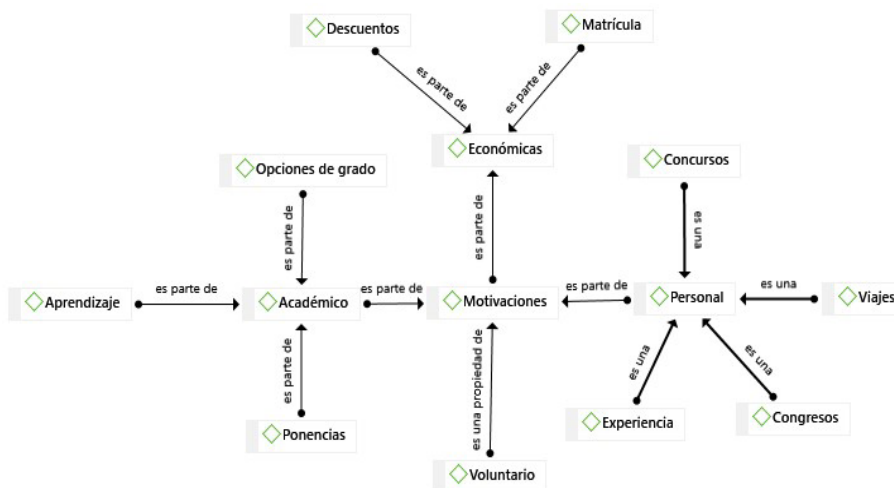 Descuentos
Matrícula
es parte de
es parte de
Económicas
Opciones de grado
Concursos
es parte de
es parte de
es una
Aprendizaje
es parte de
Académico
es parte de
Motivaciones
es parte de
Personal
es una
Viajes
es parte de
es una propiedad de
es una
es una
Ponencias
Experiencia
Congresos
Voluntario